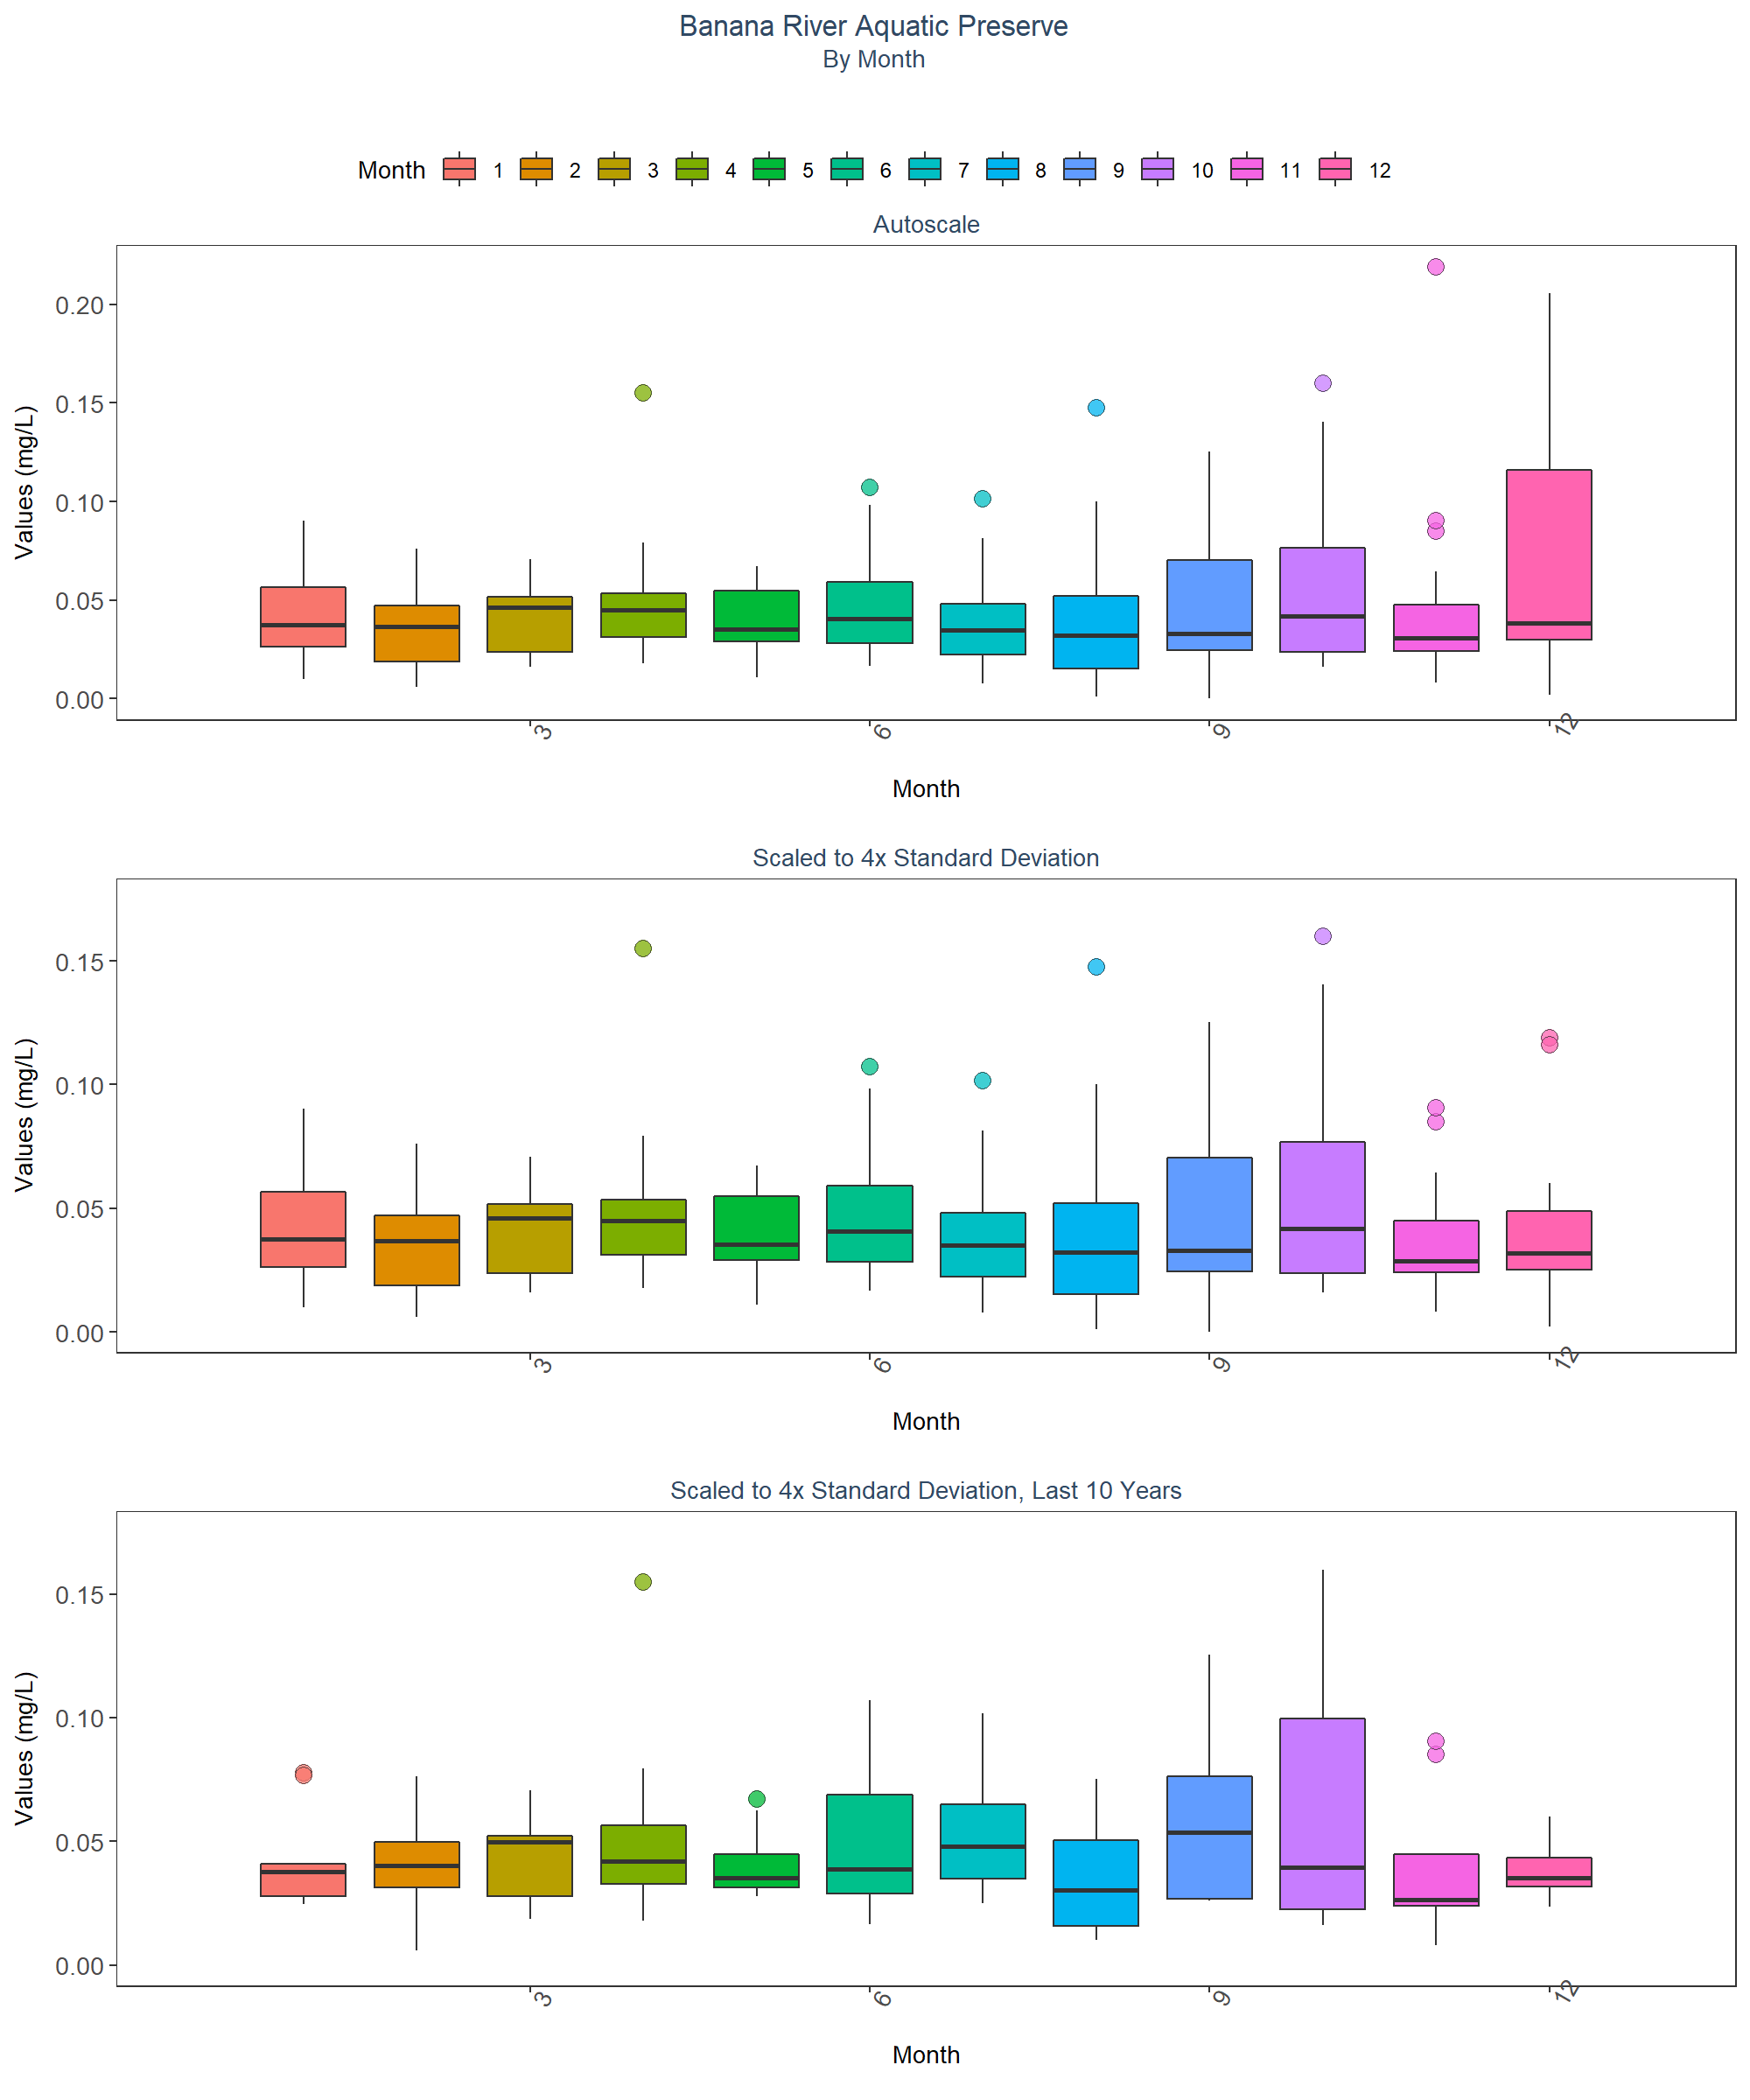 Banana River Aquatic Preserve
By Month
Month 1 2 3 4 5 6 7 8 9 10 11 12
Autoscale
Values (mg/L)
0.20
0.15
0.10
0.05
0.00
3 6 9 12
Month
Scaled to 4x Standard Deviation
Values (mg/L)
0.15
0.10
0.05
0.00
3 6 9 12
Month
Scaled to 4x Standard Deviation, Last 10 Years
Values (mg/L)
0.15
0.10
0.05
0.00
3 6 9 12
Month